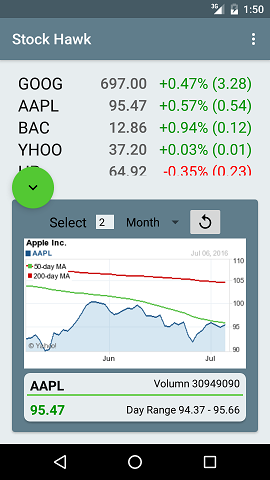 3G 1:50
Stock Hawk
GOOG 697.00 +0.47% (3.28)
AAPL 95.47 +0.57% (0.54)
BAC 12.86 +0.94% (0.12)
YHOO 37.20 +0.03% (0.01)
64.92 -0.35% (0.23)
Select 2 Month
Apple Inc.
AAPL Jul 06, 2016
50-day MA
200-day MA
110
105
100
95
90
© Yahoo!
Jun Jul
AAPL Volumn 30949090
95.47 Day Range 94.37 - 95.66